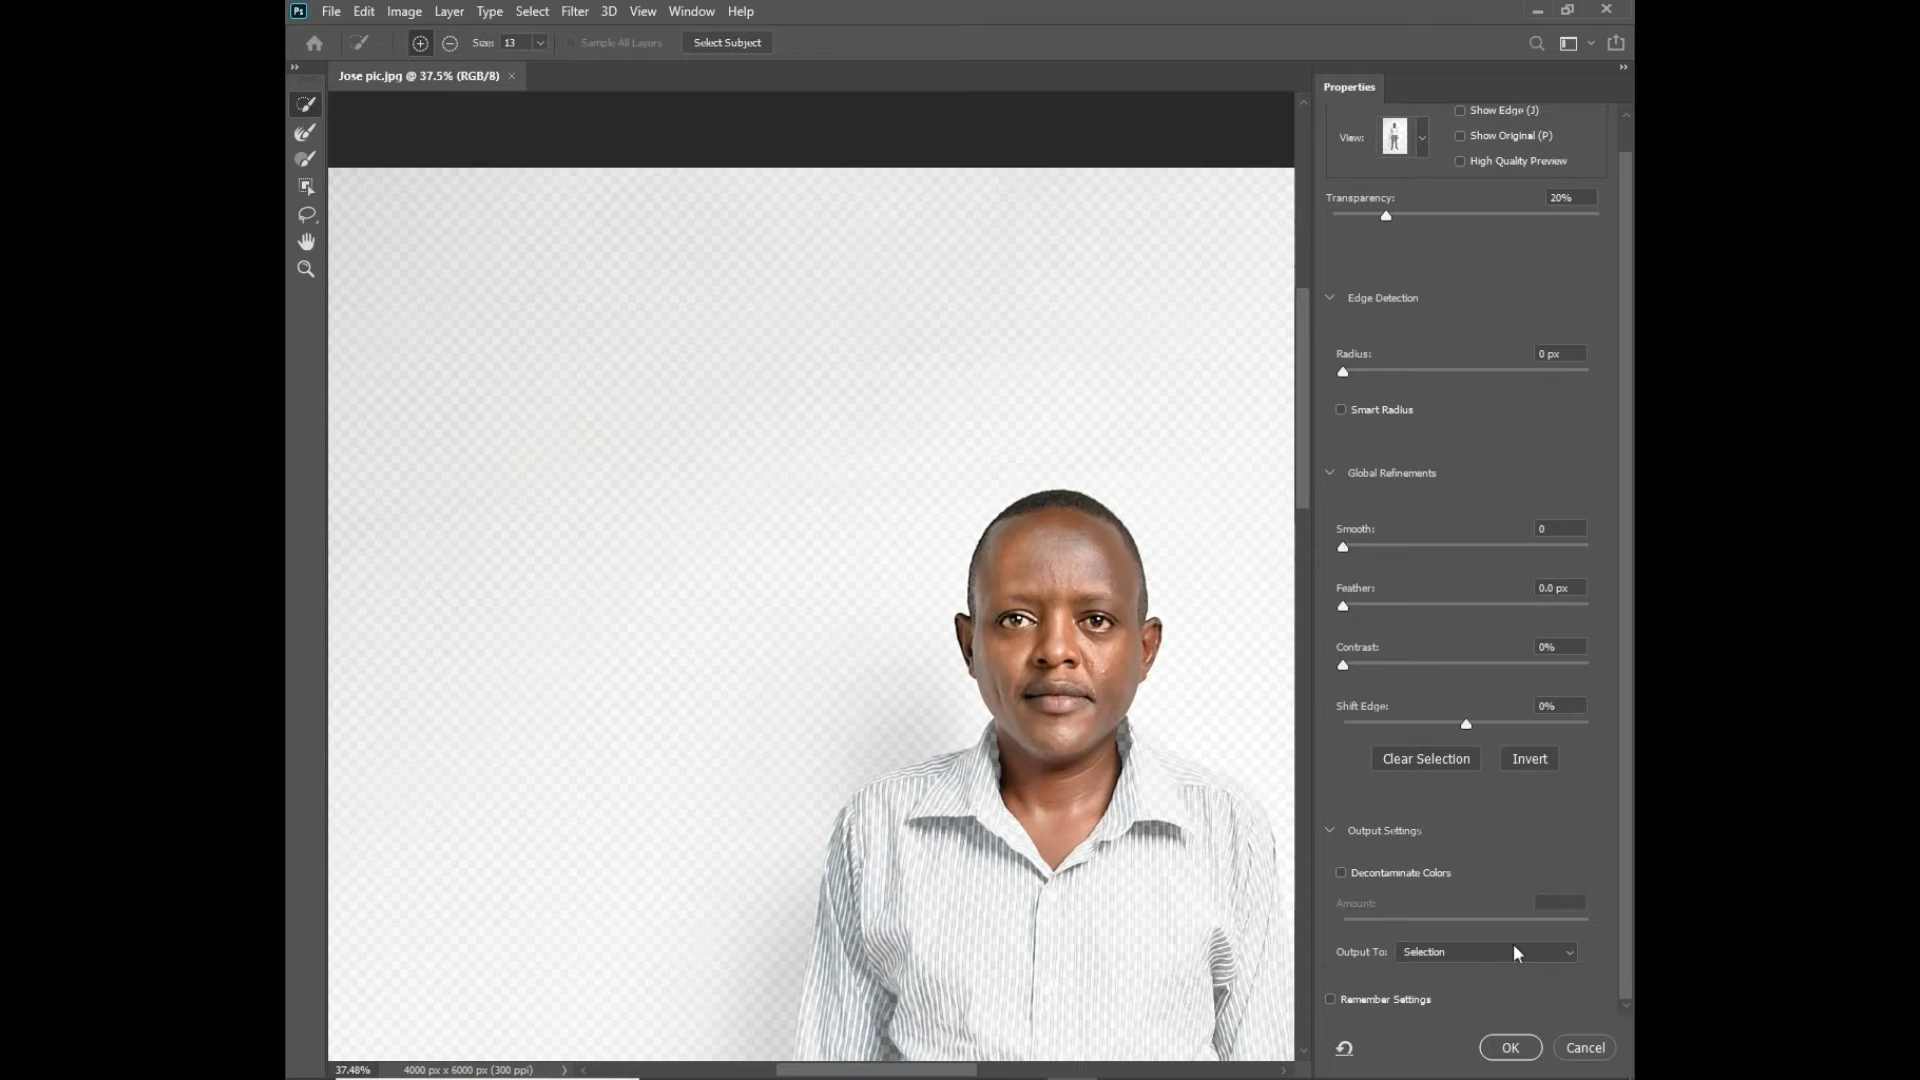 Ps File Edit Image Layer Type Select Filter 3D View Window Help
Size: 13 Sample All Layers Select Subject
Jose pic.jpg @ 37.5% (RGB/8) ×
Properties
Show Edge (J)
View:
Show Original (P)
High Quality Preview
Transparency: 20%
Edge Detection
Radius: 0 px
Smart Radius
Global Refinements
Smooth: 0
Feather: 0.0 px
Contrast: 0%
Shift Edge: 0%
Clear Selection Invert
Output Settings
Decontaminate Colors
Amount:
Output To: Selection
Remember Settings
OK Cancel
37.48% 4000 px x 6000 px (300 ppi)